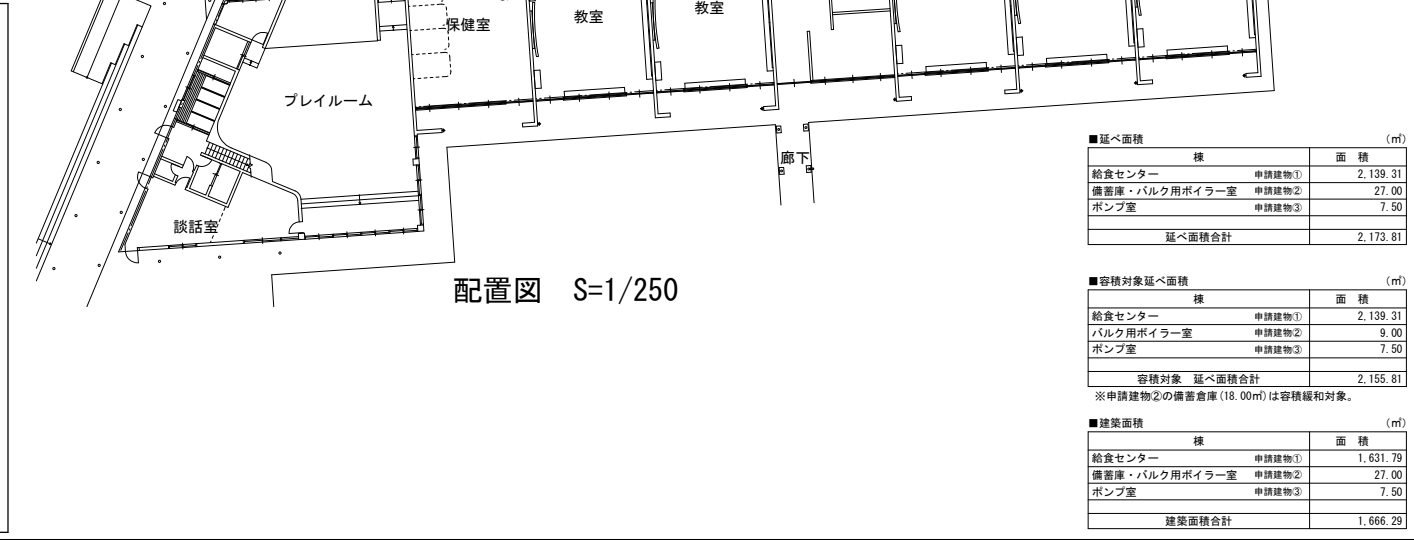 保健室
教室
教室
プレイルーム
廊下
談話室
配置図 S=1/250
■延べ面積 (㎡)
棟 面 積
給食センター 申請建物① 2,139.31
備蓄庫・バルク用ボイラー室 申請建物② 27.00
ポンプ室 申請建物③ 7.50
延べ面積合計 2,173.81
■容積対象延べ面積 (㎡)
棟 面 積
給食センター 申請建物① 2,139.31
バルク用ボイラー室 申請建物② 9.00
ポンプ室 申請建物③ 7.50
容積対象 延べ面積合計 2,155.81
※申請建物②の備蓄倉庫(18.00㎡)は容積緩和対象。
■建築面積 (㎡)
棟 面 積
給食センター 申請建物① 1,631.79
備蓄庫・バルク用ボイラー室 申請建物② 27.00
ポンプ室 申請建物③ 7.50
建築面積合計 1,666.29